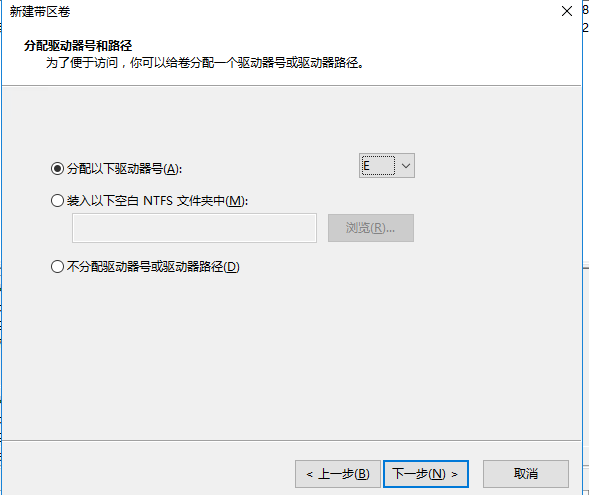 新建带区卷
分配驱动器号和路径
为了便于访问，你可以给卷分配一个驱动器号或驱动器路径。
分配以下驱动器号(A): E
装入以下空白 NTFS 文件夹中(M):
浏览(R)...
不分配驱动器号或驱动器路径(D)
< 上一步(B) 下一步(N) > 取消